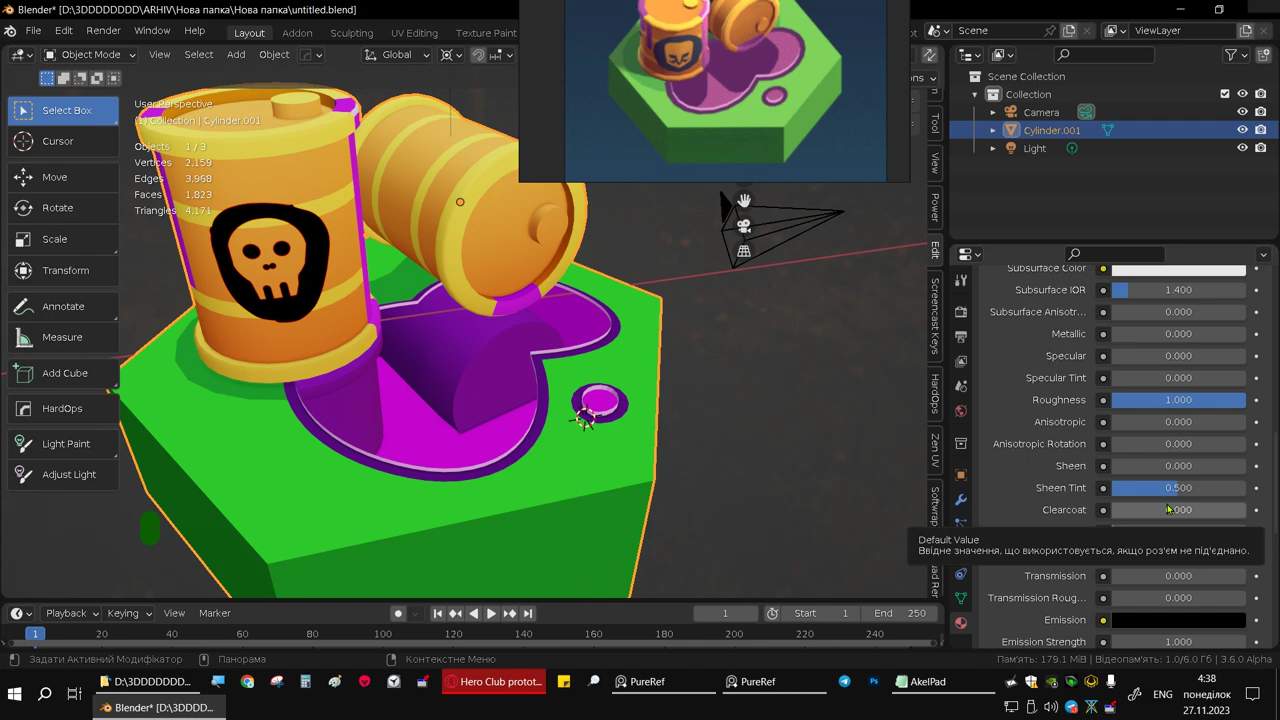 Blender* [D:\3DDDDDDDD\ARHIV\Нова папка\Нова папка\untitled.blend]
File Edit Render Window Help Layout Addon Sculpting UV Editing Texture Paint
Scene ViewLayer
Object Mode View Select Add Object Global
Scene Collection
Collection
Camera
Cylinder.001
Light
Select Box
Cursor
Move
Rotate
Scale
Transform
Annotate
Measure
Add Cube
HardOps
Light Paint
Adjust Light
User Perspective
(1) Collection | Cylinder.001
Objects 1 / 3
Vertices 2,159
Edges 3,968
Faces 1,823
Triangles 4,171
Tool
View
Power
Edit
Screencast Keys
HardOps
Zen UV
Softwrap
Subsurface Color
Subsurface IOR 1.400
Subsurface Anisotr... 0.000
Metallic 0.000
Specular 0.000
Specular Tint 0.000
Roughness 1.000
Anisotropic 0.000
Anisotropic Rotation 0.000
Sheen 0.000
Sheen Tint 0.500
Clearcoat
Default Value
Ввідне значення, що використовується, якщо роз'єм не під'єднано.
Transmission 0.000
Transmission Roug... 0.000
Emission
Emission Strength 1.000
Playback Keying View Marker 1 Start 1 End 250
1 20 40 60 80 100 120 140 160 180 200 220 240
Задати Активний Модифікатор Панорама Контекстне Меню Пам'ять: 179.1 MiB | Відеопам'ять: 1.0/6.0 Гб | 3.6.0 Alpha
D:\3DDDDDDD... Hero Club protot... PureRef PureRef AkelPad
Blender* [D:\3DDDD...
ENG
4:38
понеділок
27.11.2023